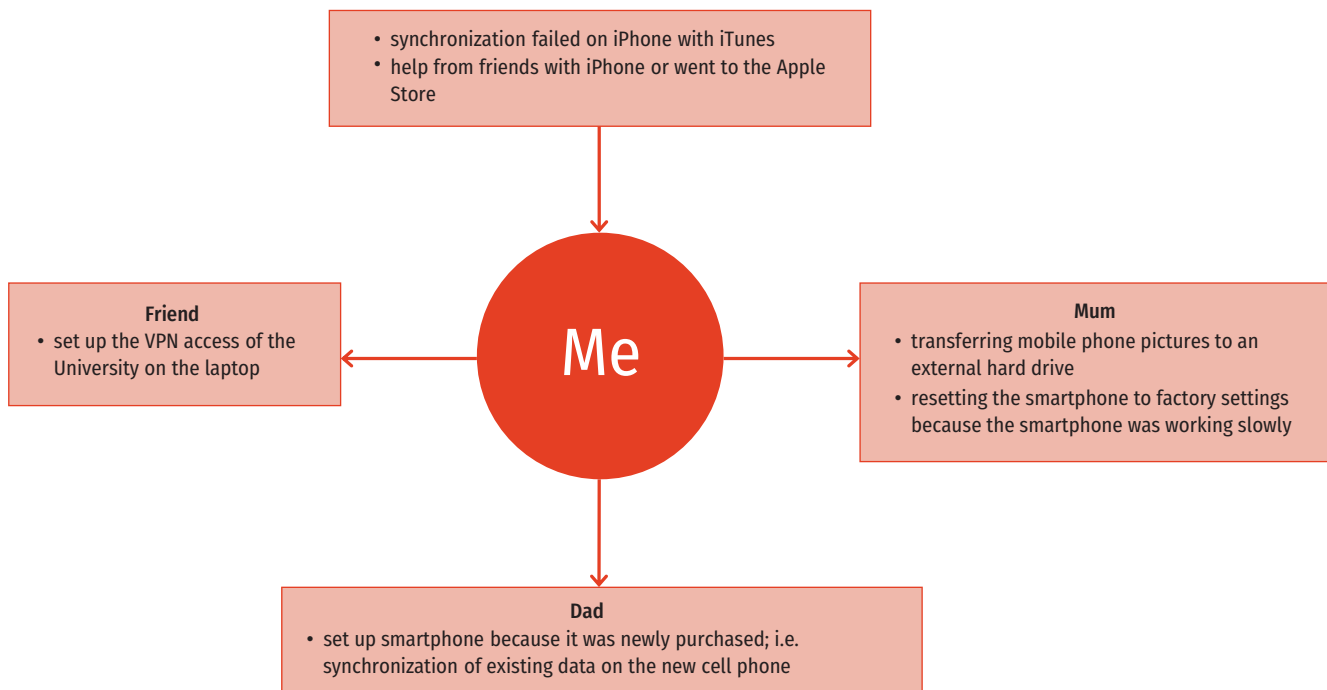 • synchronization failed on iPhone with iTunes
• help from friends with iPhone or went to the Apple
Store
Friend
• set up the VPN access of the
University on the laptop
Me
Mum
• transferring mobile phone pictures to an
external hard drive
• resetting the smartphone to factory settings
because the smartphone was working slowly
Dad
• set up smartphone because it was newly purchased; i.e.
synchronization of existing data on the new cell phone